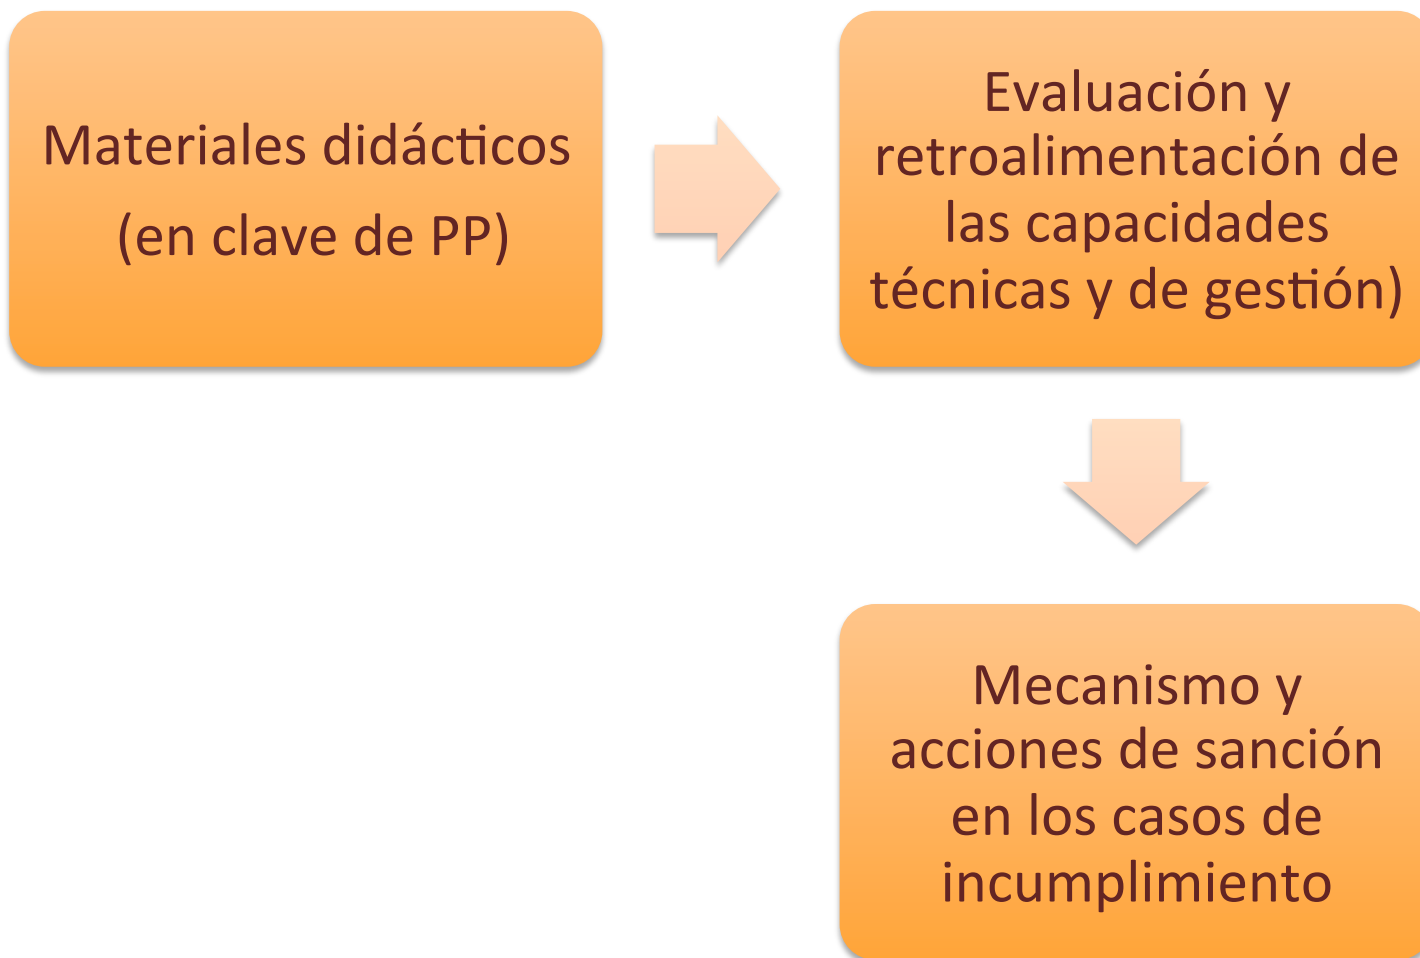 Materiales didácticos
(en clave de PP)
Evaluación y
retroalimentación de
las capacidades
técnicas y de gestión)
Mecanismo y
acciones de sanción
en los casos de
incumplimiento